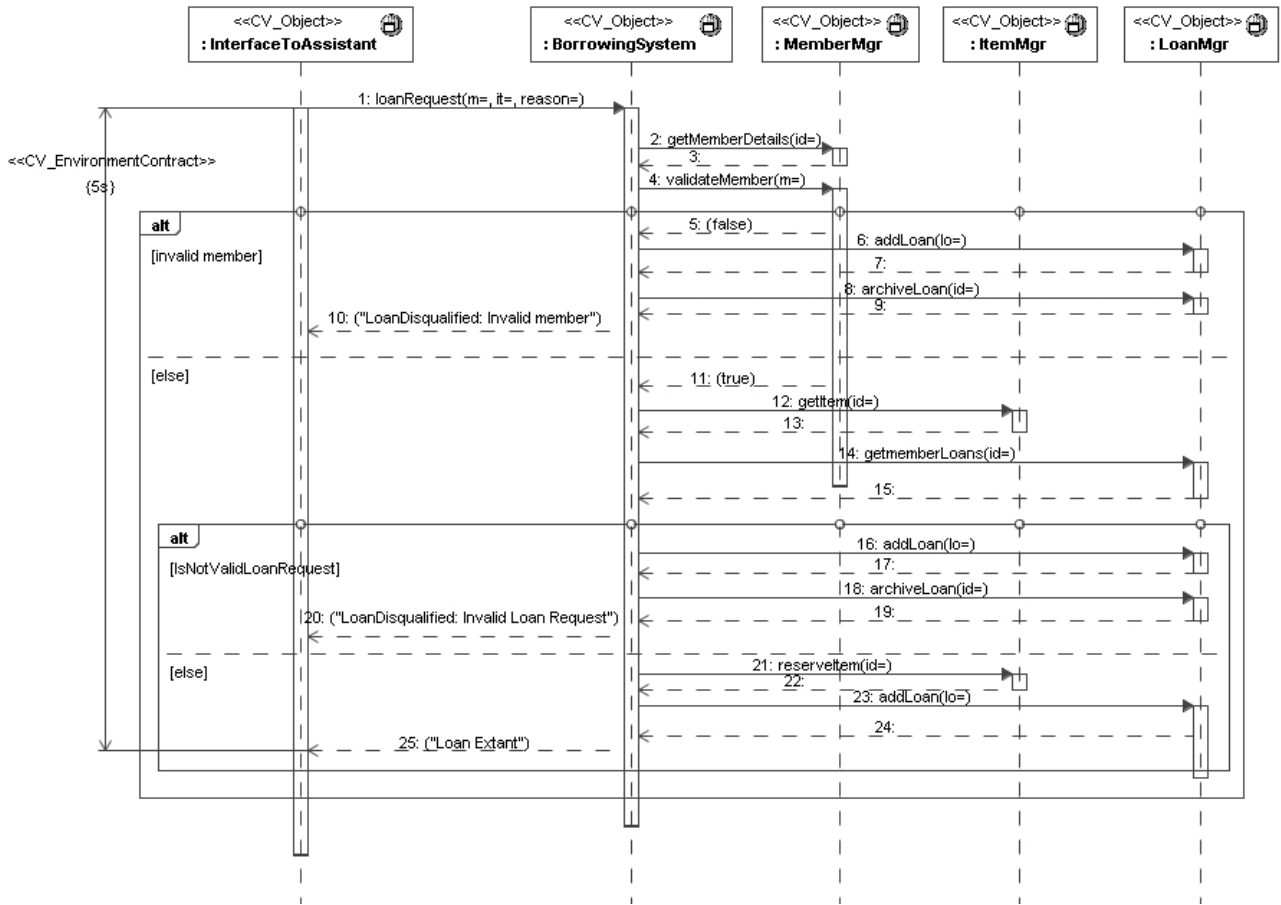 <<CV_Object>>
: InterfaceToAssistant
<<CV_Object>>
: BorrowingSystem
<<CV_Object>>
: MemberMgr
<<CV_Object>>
: ItemMgr
<<CV_Object>>
: LoanMgr
1: loanRequest(m=, it=, reason=)
2: getMemberDetails(id=)
3:
<<CV_EnvironmentContract>>
{5s}
4: validateMember(m=)
alt
[invalid member]
5: (false)
6: addLoan(lo=)
7:
8: archiveLoan(id=)
9:
10: ("LoanDisqualified: Invalid member")
[else]
11: (true)
12: getItem(id=)
13:
14: getmemberLoans(id=)
15:
alt
[IsNotValidLoanRequest]
16: addLoan(lo=)
17:
18: archiveLoan(id=)
19:
20: ("LoanDisqualified: Invalid Loan Request")
[else]
21: reserveItem(id=)
22:
23: addLoan(lo=)
24:
25: ("Loan Extant")